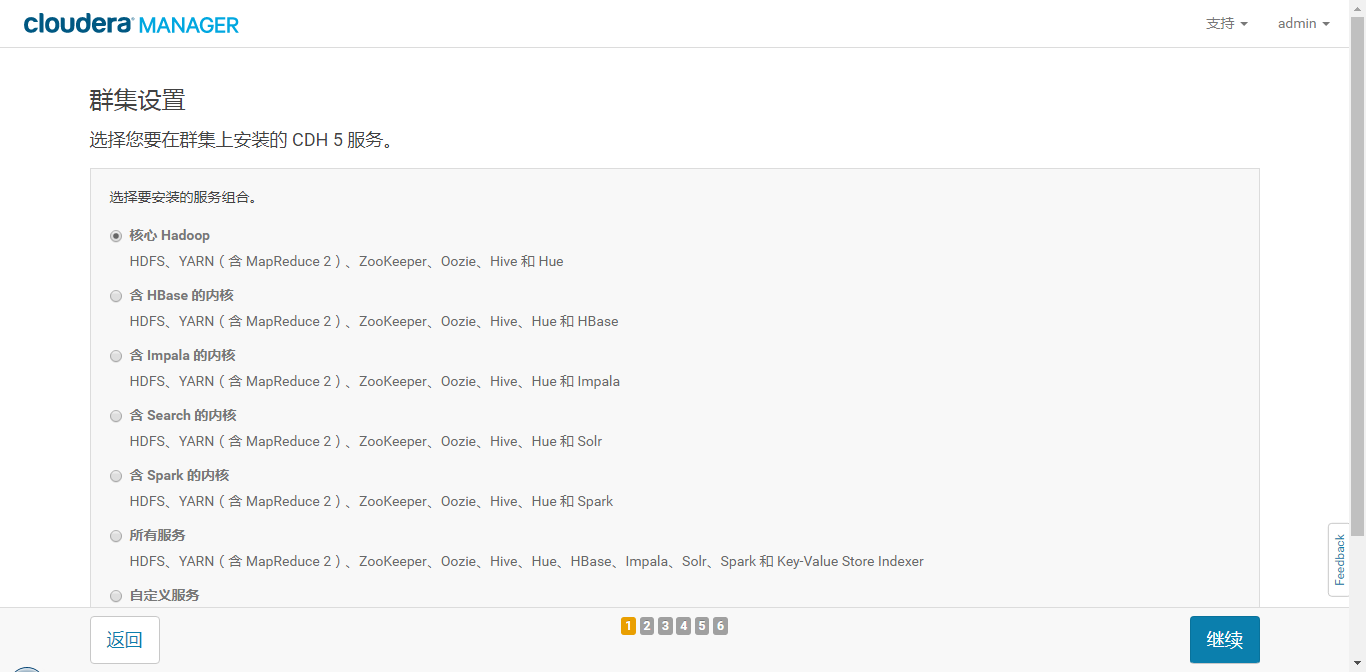 cloudera MANAGER
支持 admin
群集设置
选择您要在群集上安装的 CDH 5 服务。
选择要安装的服务组合。
核心 Hadoop
HDFS、YARN（含 MapReduce 2）、ZooKeeper、Oozie、Hive 和 Hue
含 HBase 的内核
HDFS、YARN（含 MapReduce 2）、ZooKeeper、Oozie、Hive、Hue 和 HBase
含 Impala 的内核
HDFS、YARN（含 MapReduce 2）、ZooKeeper、Oozie、Hive、Hue 和 Impala
含 Search 的内核
HDFS、YARN（含 MapReduce 2）、ZooKeeper、Oozie、Hive、Hue 和 Solr
含 Spark 的内核
HDFS、YARN（含 MapReduce 2）、ZooKeeper、Oozie、Hive、Hue 和 Spark
所有服务
HDFS、YARN（含 MapReduce 2）、ZooKeeper、Oozie、Hive、Hue、HBase、Impala、Solr、Spark 和 Key-Value Store Indexer
自定义服务
Feedback
返回 1 2 3 4 5 6 继续